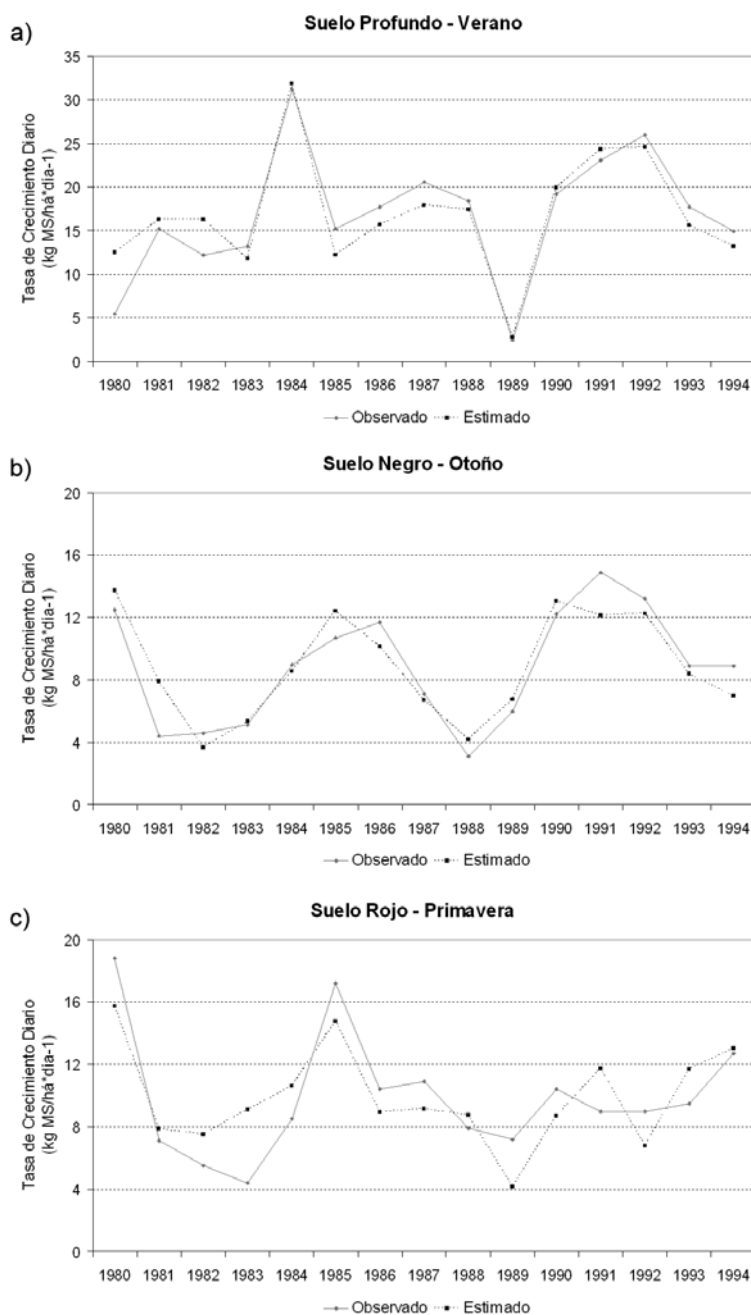 a)
Suelo Profundo - Verano
Tasa de Crecimiento Diario
(kg MS/há*dia-1)
35
30
25
20
15
10
5
0
1980 1981 1982 1983 1984 1985 1986 1987 1988 1989 1990 1991 1992 1993 1994
Observado Estimado
b)
Suelo Negro - Otoño
Tasa de Crecimiento Diario
(kg MS/há*dia-1)
20
16
12
8
4
0
1980 1981 1982 1983 1984 1985 1986 1987 1988 1989 1990 1991 1992 1993 1994
Observado Estimado
c)
Suelo Rojo - Primavera
Tasa de Crecimiento Diario
(kg MS/há*dia-1)
20
16
12
8
4
0
1980 1981 1982 1983 1984 1985 1986 1987 1988 1989 1990 1991 1992 1993 1994
Observado Estimado